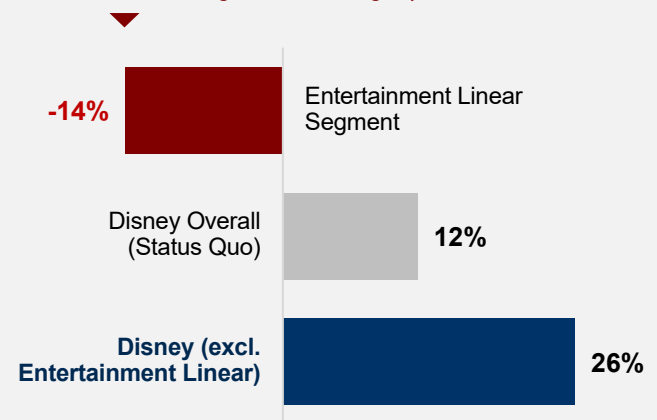 -14%
Entertainment Linear
Segment
Disney Overall
(Status Quo)
12%
Disney (excl.
Entertainment Linear)
26%